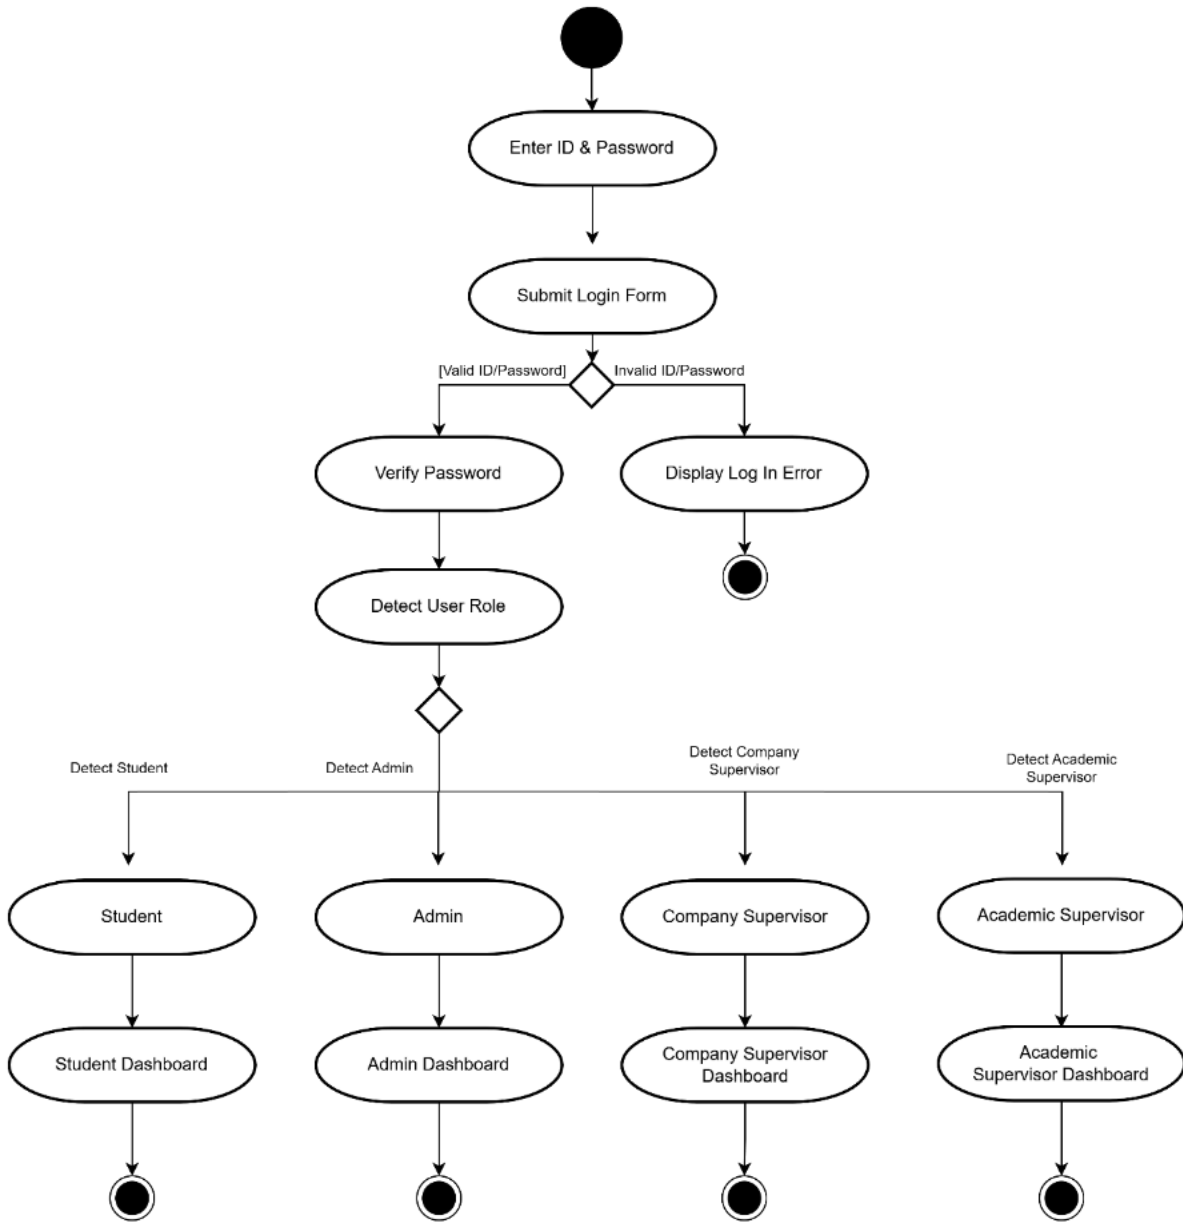 Enter ID & Password
Submit Login Form
[Valid ID/Password]
Invalid ID/Password
Verify Password
Display Log In Error
Detect User Role
Detect Student
Detect Admin
Detect Company
Supervisor
Detect Academic
Supervisor
Student
Admin
Company Supervisor
Academic Supervisor
Student Dashboard
Admin Dashboard
Company Supervisor
Dashboard
Academic
Supervisor Dashboard